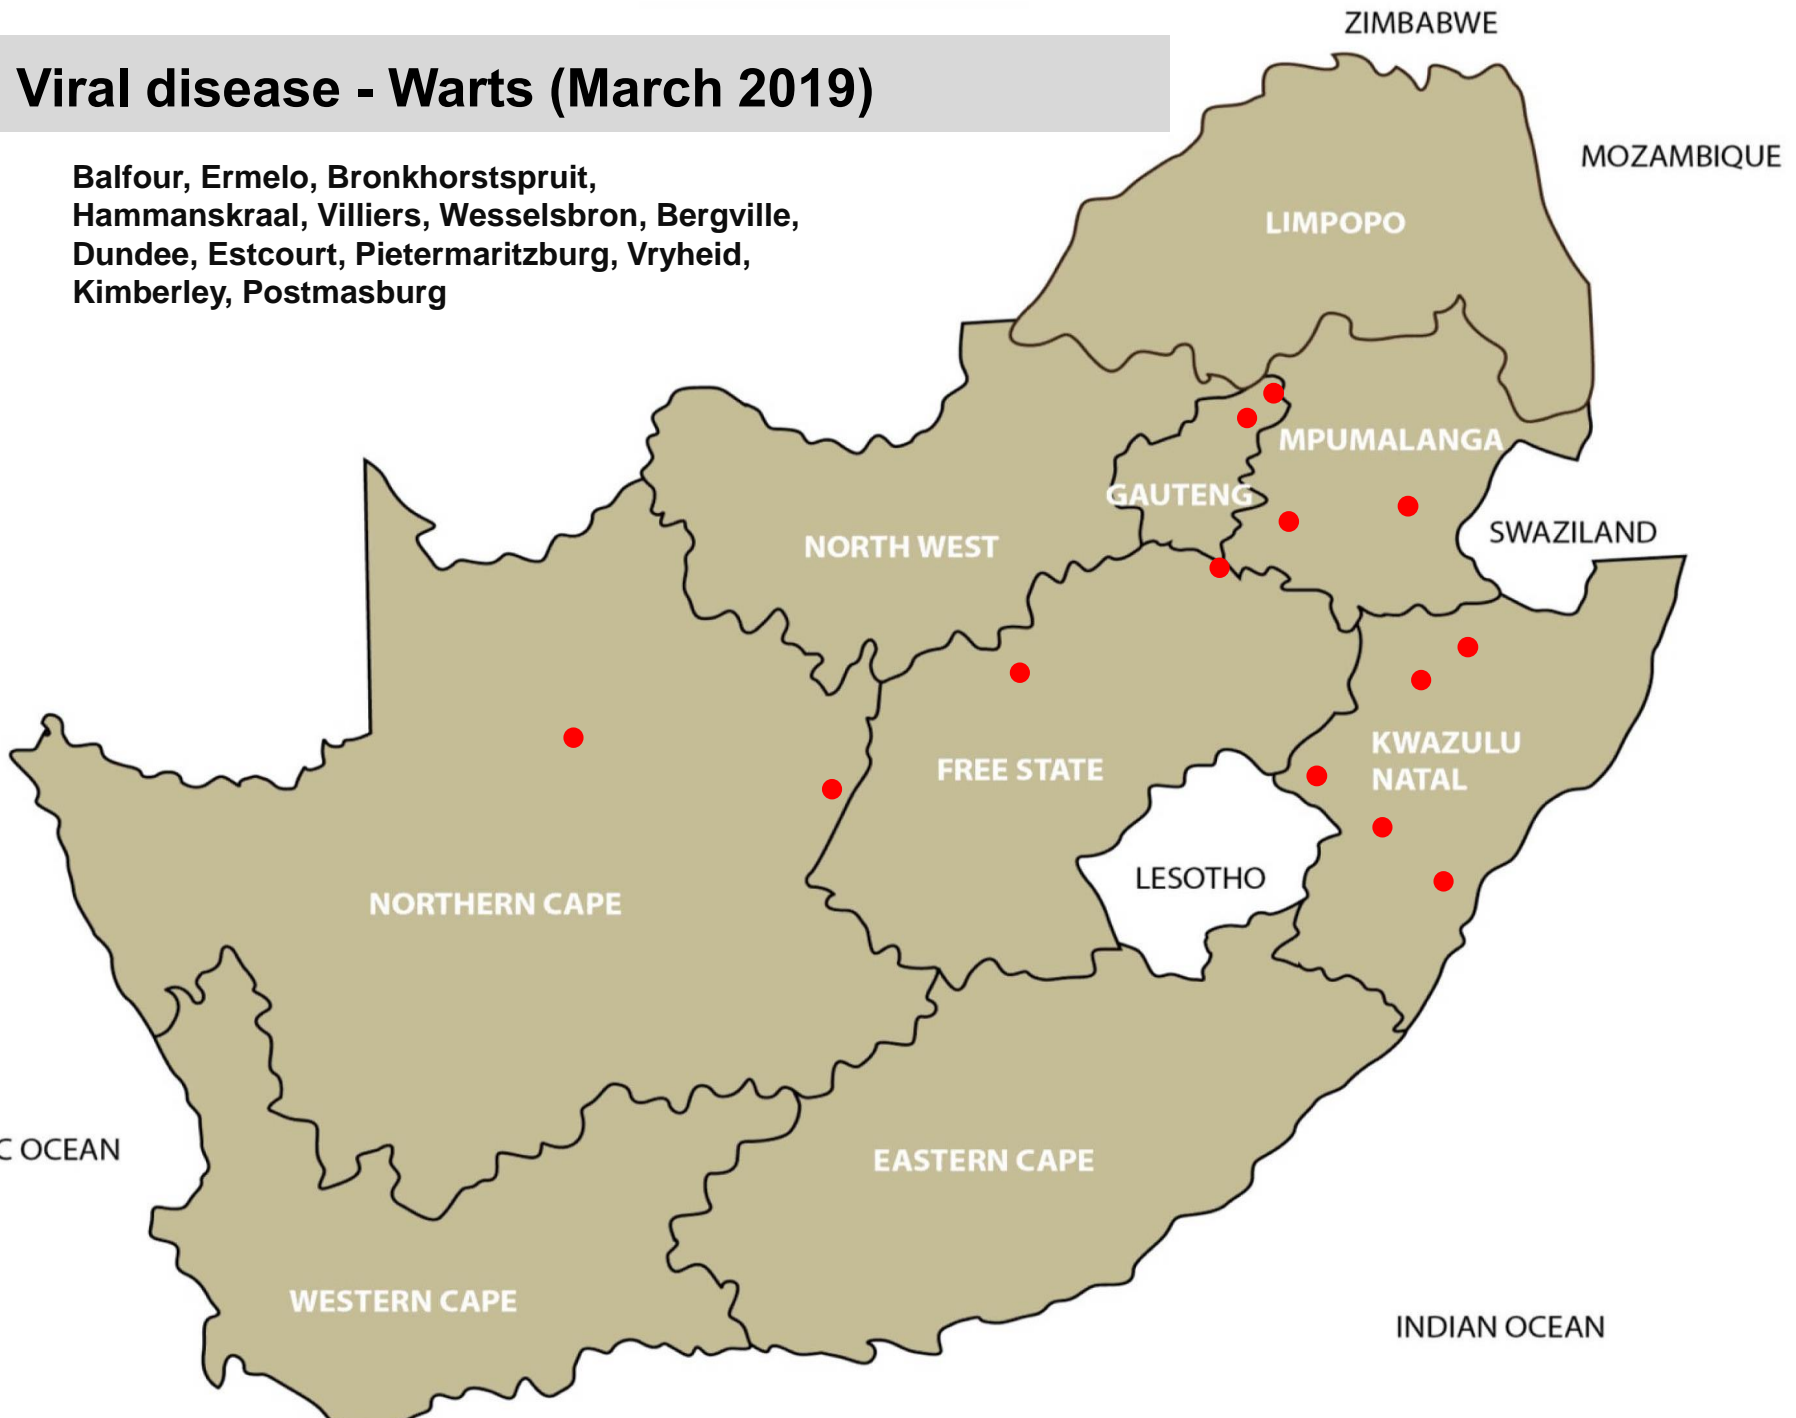 ZIMBABWE
Viral disease - Warts (March 2019)
MOZAMBIQUE
Balfour, Ermelo, Bronkhorstspruit,
Hammanskraal, Villiers, Wesselsbron, Bergville,
Dundee, Estcourt, Pietermaritzburg, Vryheid,
Kimberley, Postmasburg
LIMPOPO
MPUMALANGA
GAUTENG
SWAZILAND
NORTH WEST
KWAZULU
NATAL
FREE STATE
LESOTHO
NORTHERN CAPE
C OCEAN
EASTERN CAPE
WESTERN CAPE
INDIAN OCEAN